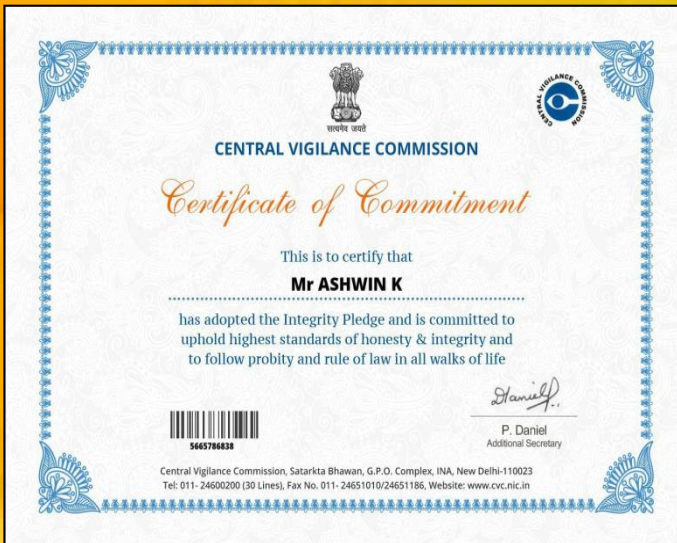 सत्यमेव जयते
CENTRAL VIGILANCE COMMISSION
CENTRAL VIGILANCE COMMISSION
Certificate of Commitment
This is to certify that
Mr ASHWIN K
has adopted the Integrity Pledge and is committed to
uphold highest standards of honesty & integrity and
to follow probity and rule of law in all walks of life
Daniel
5665786838
P. Daniel
Additional Secretary
Central Vigilance Commission, Satarkta Bhawan, G.P.O. Complex, INA, New Delhi-110023
Tel: 011- 24600200 (30 Lines), Fax No. 011- 24651010/24651186, Website: www.cvc.nic.in